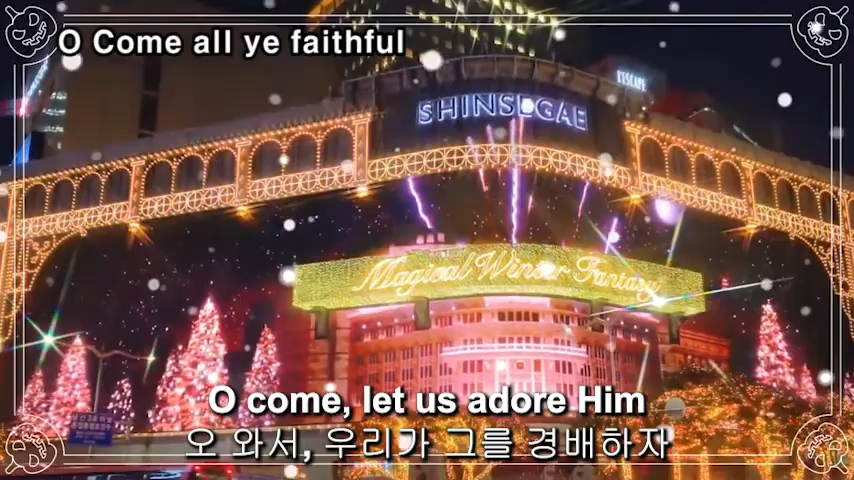 O Come all ye faithful
L'ESCAPE
SHINSEGAE
Magical Winter Fantasy
O come, let us adore Him
오 와서, 우리가 그를 경배하자